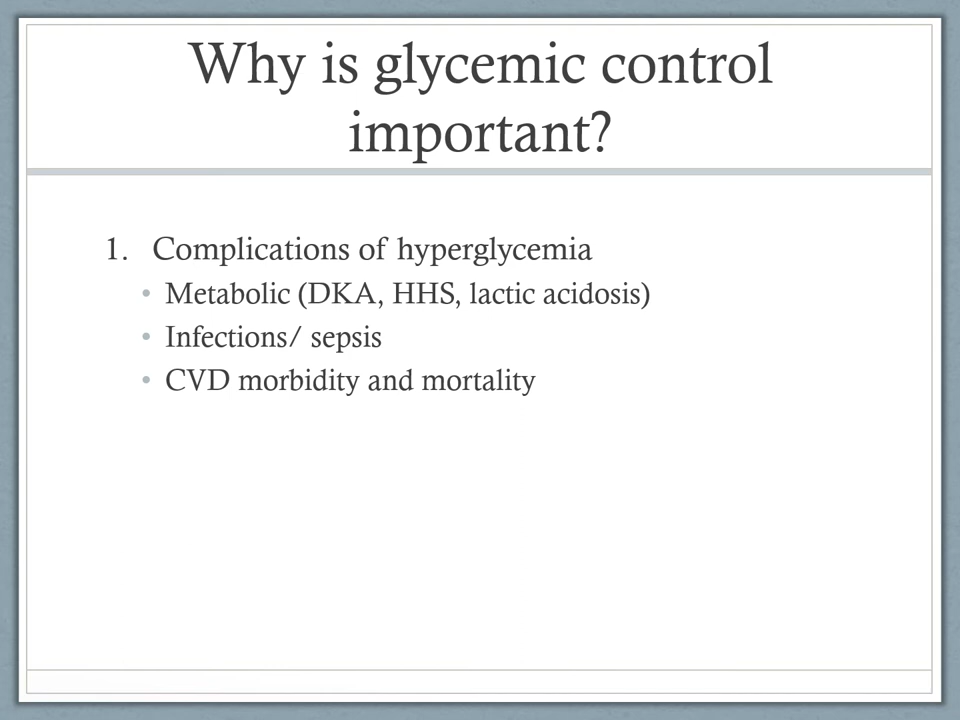 Why is glycemic control
important?
1. Complications of hyperglycemia
• Metabolic (DKA, HHS, lactic acidosis)
• Infections/ sepsis
• CVD morbidity and mortality